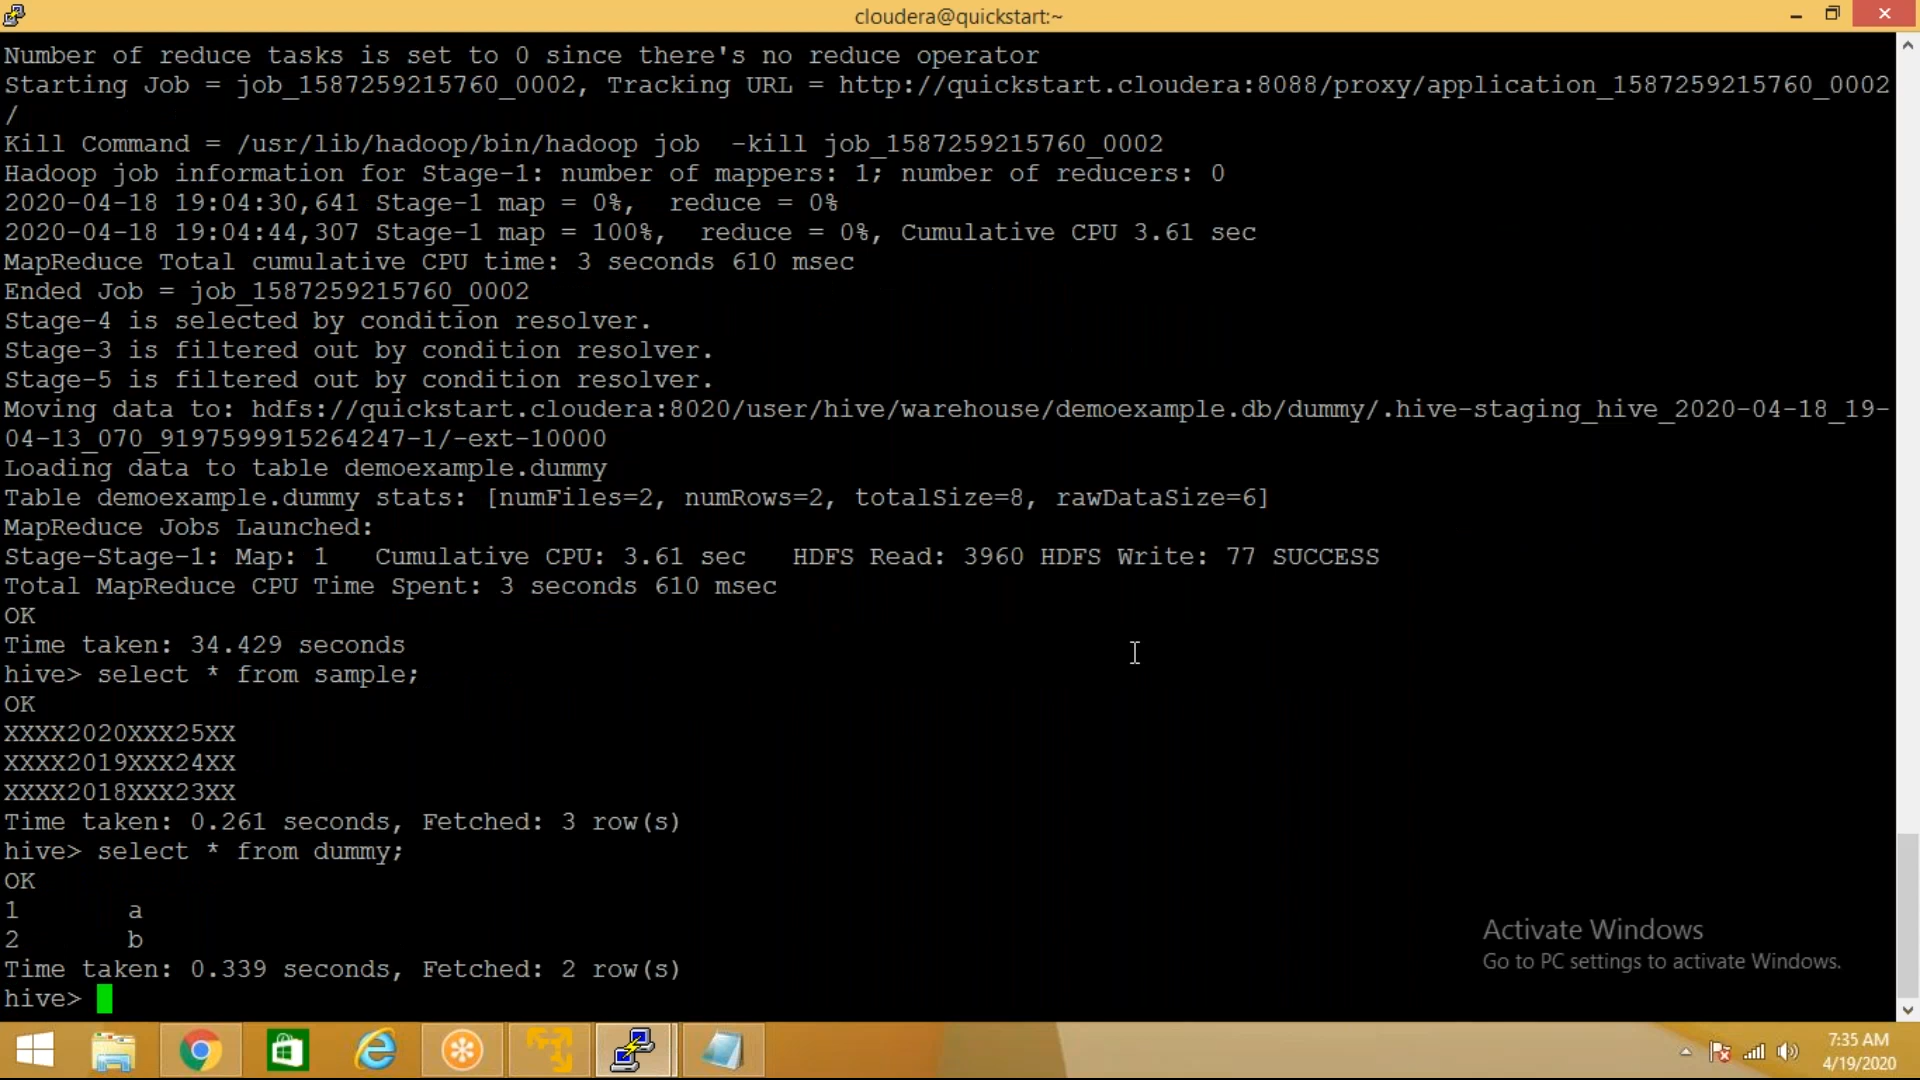 cloudera@quickstart:~
Number of reduce tasks is set to 0 since there's no reduce operator
Starting Job = job_1587259215760_0002, Tracking URL = http://quickstart.cloudera:8088/proxy/application_1587259215760_0002
/
Kill Command = /usr/lib/hadoop/bin/hadoop job  -kill job_1587259215760_0002
Hadoop job information for Stage-1: number of mappers: 1; number of reducers: 0
2020-04-18 19:04:30,641 Stage-1 map = 0%,  reduce = 0%
2020-04-18 19:04:44,307 Stage-1 map = 100%,  reduce = 0%, Cumulative CPU 3.61 sec
MapReduce Total cumulative CPU time: 3 seconds 610 msec
Ended Job = job_1587259215760_0002
Stage-4 is selected by condition resolver.
Stage-3 is filtered out by condition resolver.
Stage-5 is filtered out by condition resolver.
Moving data to: hdfs://quickstart.cloudera:8020/user/hive/warehouse/demoexample.db/dummy/.hive-staging_hive_2020-04-18_19-
04-13_070_9197599915264247-1/-ext-10000
Loading data to table demoexample.dummy
Table demoexample.dummy stats: [numFiles=2, numRows=2, totalSize=8, rawDataSize=6]
MapReduce Jobs Launched:
Stage-Stage-1: Map: 1   Cumulative CPU: 3.61 sec   HDFS Read: 3960 HDFS Write: 77 SUCCESS
Total MapReduce CPU Time Spent: 3 seconds 610 msec
OK
Time taken: 34.429 seconds
hive> select * from sample;
OK
XXXX2020XXX25XX
XXXX2019XXX24XX
XXXX2018XXX23XX
Time taken: 0.261 seconds, Fetched: 3 row(s)
hive> select * from dummy;
OK
1       a
2       b
Time taken: 0.339 seconds, Fetched: 2 row(s)
hive>
Activate Windows
Go to PC settings to activate Windows.
7:35 AM
4/19/2020